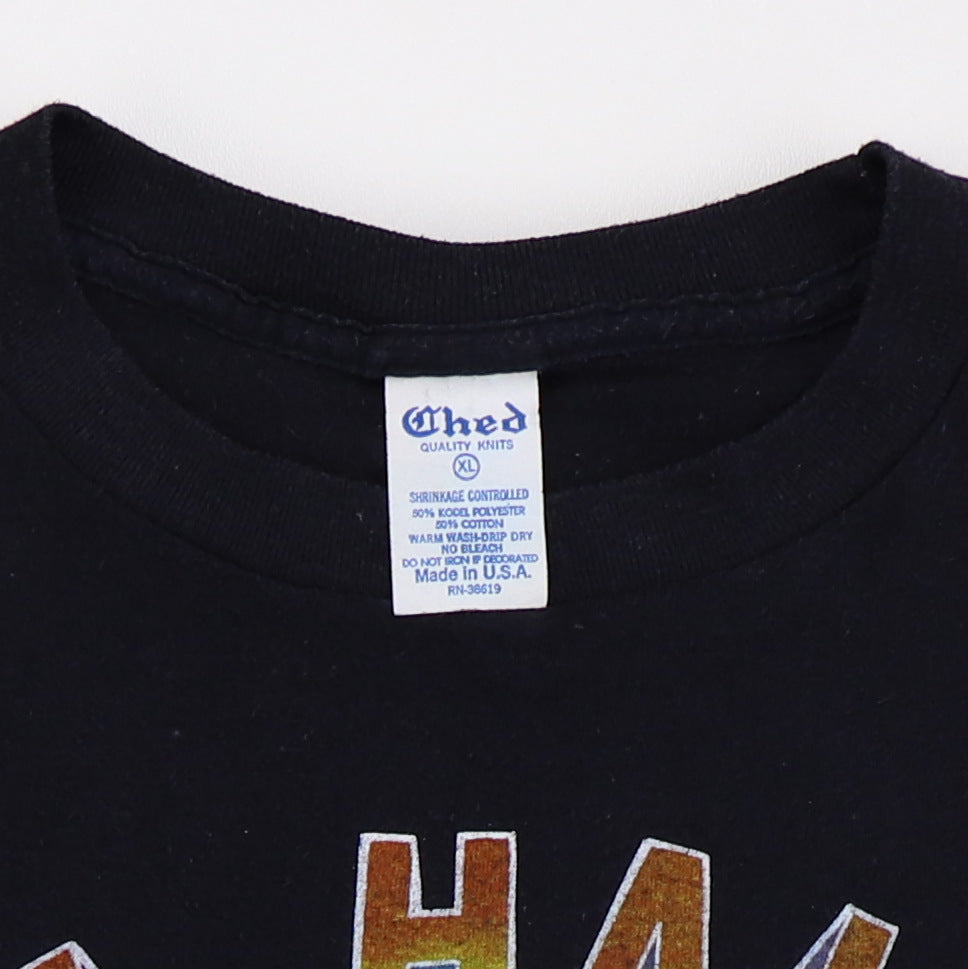 Ched
QUALITY KNITS
XL
SHRINKAGE CONTROLLED
50% KODEL POLYESTER
50% COTTON
WARM WASH-DRIP DRY
NO BLEACH
DO NOT IRON IF DECORATED
Made in U.S.A.
RN-38619